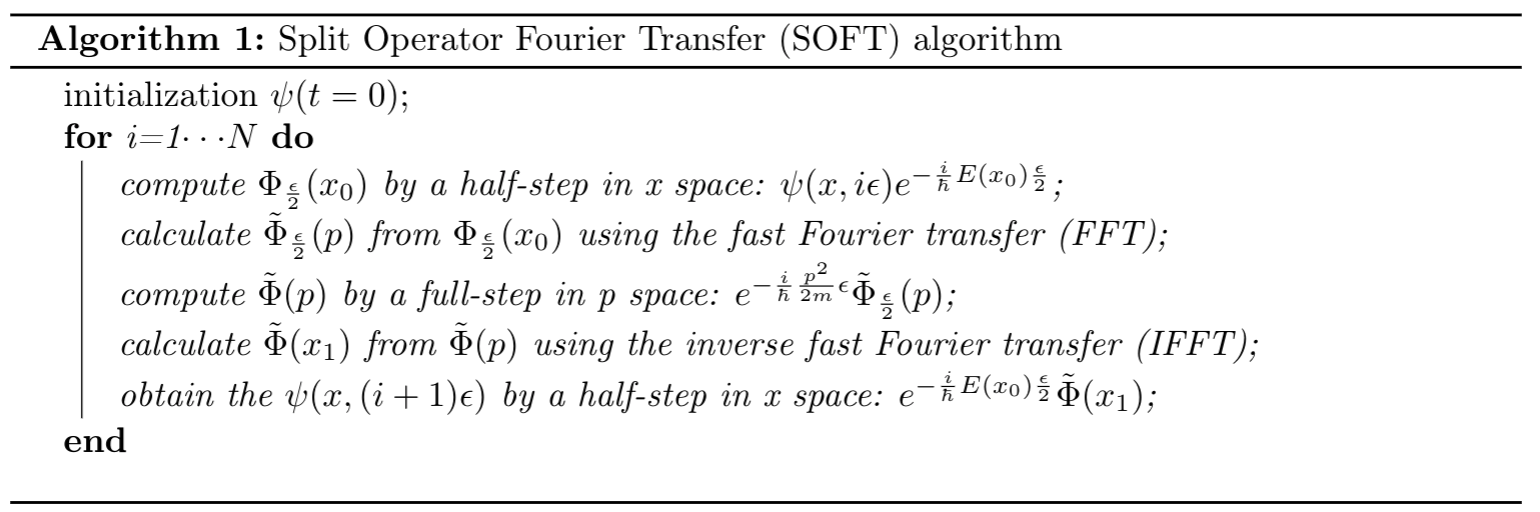 Algorithm 1: Split Operator Fourier Transfer (SOFT) algorithm
initialization $\psi(t = 0)$;
for i=1⋯N do
compute $\Phi_{\frac{\epsilon}{2}}(x_0)$ by a half-step in x space: $\psi(x, i\epsilon)e^{-\frac{i}{\hbar}E(x_0)\frac{\epsilon}{2}}$;
calculate $\tilde{\Phi}_{\frac{\epsilon}{2}}(p)$ from $\Phi_{\frac{\epsilon}{2}}(x_0)$ using the fast Fourier transfer (FFT);
compute $\tilde{\Phi}(p)$ by a full-step in p space: $e^{-\frac{i}{\hbar}\frac{p^2}{2m}\epsilon}\tilde{\Phi}_{\frac{\epsilon}{2}}(p)$;
calculate $\tilde{\Phi}(x_1)$ from $\tilde{\Phi}(p)$ using the inverse fast Fourier transfer (IFFT);
obtain the $\psi(x, (i + 1)\epsilon)$ by a half-step in x space: $e^{-\frac{i}{\hbar}E(x_0)\frac{\epsilon}{2}}\tilde{\Phi}(x_1)$;
end